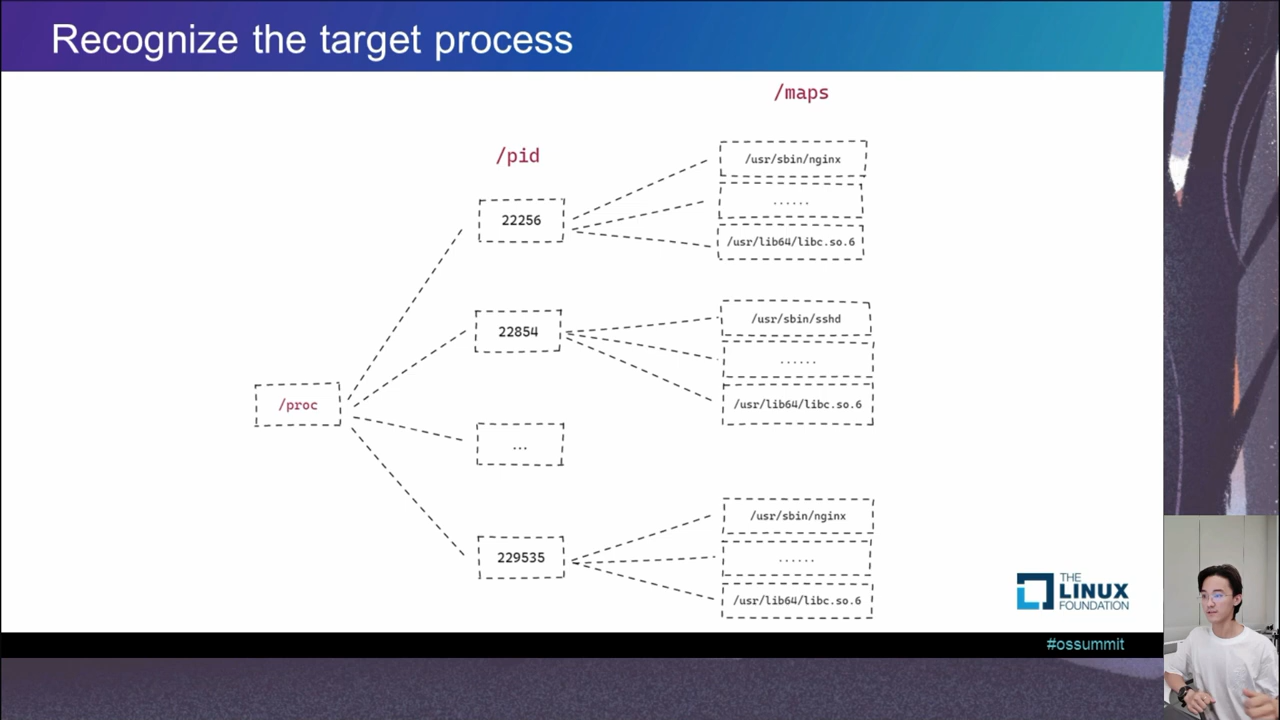 Recognize the target process
/maps
/pid
/usr/sbin/nginx
......
/usr/lib64/libc.so.6
22256
/usr/sbin/sshd
......
/usr/lib64/libc.so.6
22854
/proc
...
/usr/sbin/nginx
......
/usr/lib64/libc.so.6
229535
THE
LINUX
FOUNDATION
#ossummit